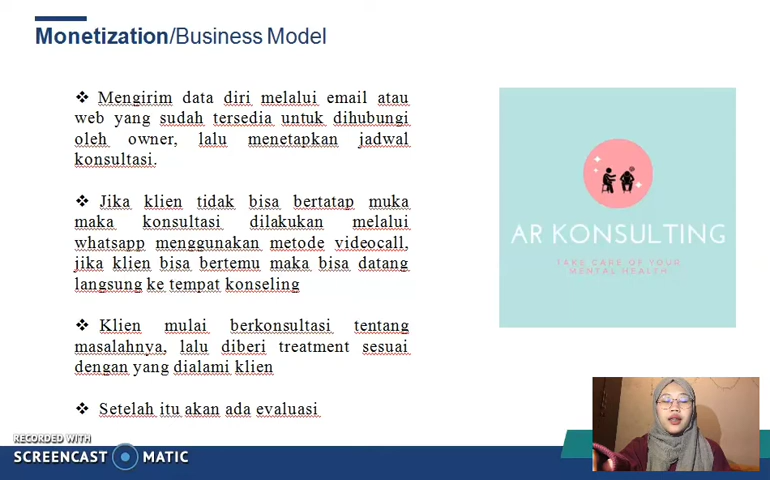 Monetization/Business Model
❖ Mengirim data diri melalui email atau
web yang sudah tersedia untuk dihubungi
oleh owner, lalu menetapkan jadwal
konsultasi.
❖ Jika klien tidak bisa bertatap muka
maka konsultasi dilakukan melalui
whatsapp menggunakan metode videocall,
jika klien bisa bertemu maka bisa datang
langsung ke tempat konseling
❖ Klien mulai berkonsultasi tentang
masalahnya, lalu diberi treatment sesuai
dengan yang dialami klien
❖ Setelah itu akan ada evaluasi
AR KONSULTING
TAKE CARE OF YOUR
MENTAL HEALTH
RECORDED WITH
SCREENCAST MATIC